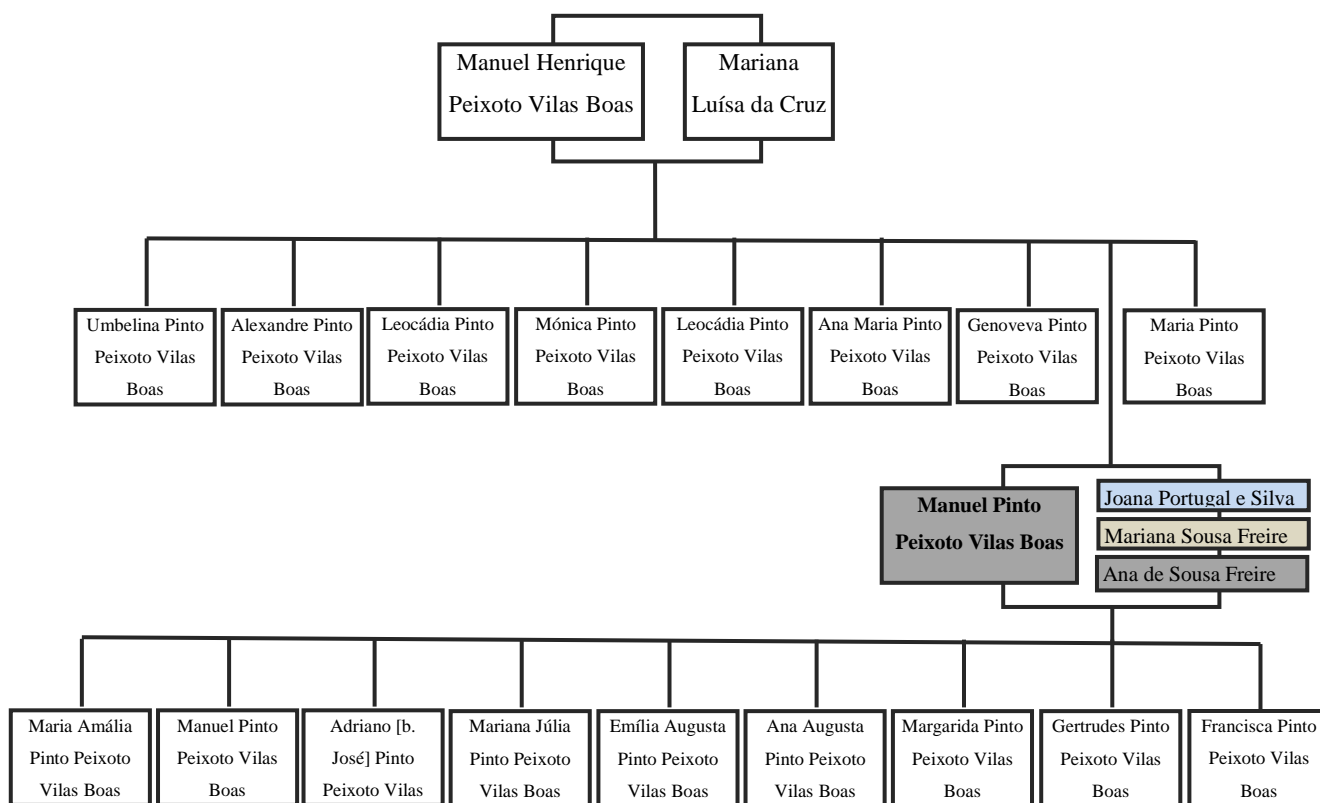 Manuel Henrique
Peixoto Vilas Boas
Mariana
Luísa da Cruz
Umbelina Pinto
Peixoto Vilas
Boas
Alexandre Pinto
Peixoto Vilas
Boas
Leocádia Pinto
Peixoto Vilas
Boas
Mónica Pinto
Peixoto Vilas
Boas
Leocádia Pinto
Peixoto Vilas
Boas
Ana Maria Pinto
Peixoto Vilas
Boas
Genoveva Pinto
Peixoto Vilas
Boas
Maria Pinto
Peixoto Vilas
Boas
Manuel Pinto
Peixoto Vilas Boas
Joana Portugal e Silva
Mariana Sousa Freire
Ana de Sousa Freire
Maria Amália
Pinto Peixoto
Vilas Boas
Manuel Pinto
Peixoto Vilas
Boas
Adriano [b.
José] Pinto
Peixoto Vilas
Mariana Júlia
Pinto Peixoto
Vilas Boas
Emília Augusta
Pinto Peixoto
Vilas Boas
Ana Augusta
Pinto Peixoto
Vilas Boas
Margarida Pinto
Peixoto Vilas
Boas
Gertrudes Pinto
Peixoto Vilas
Boas
Francisca Pinto
Peixoto Vilas
Boas